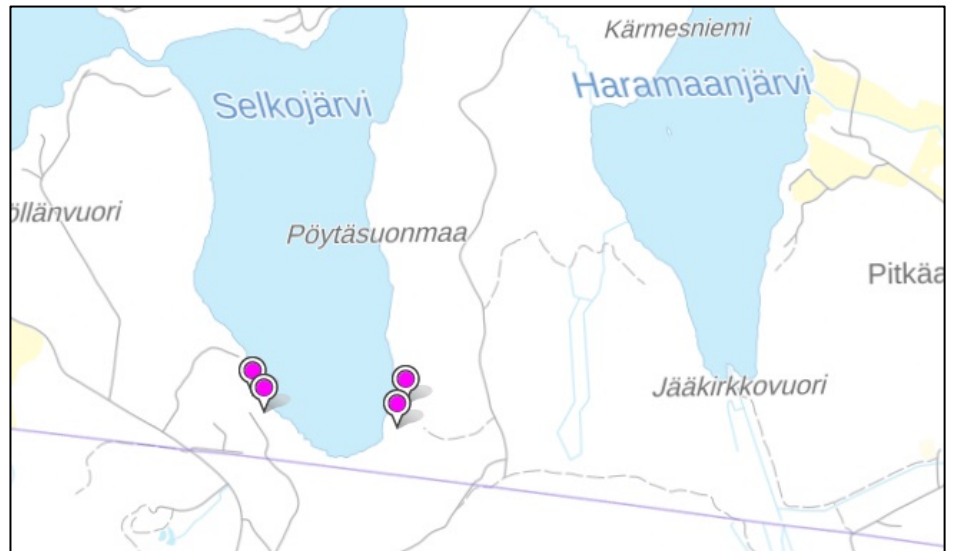 Kärmesniemi
Haramaanjärvi
Selkojärvi
öllänvuori
Pöytäsuonmaa
Pitkäa
Jääkirkkovuori